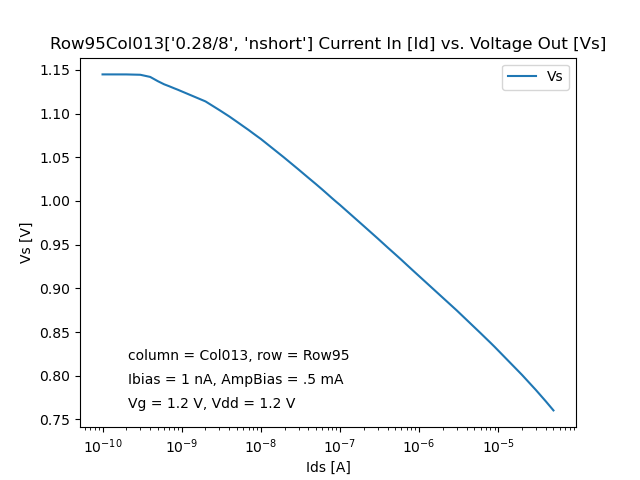 Row95Col013['0.28/8', 'nshort'] Current In [Id] vs. Voltage Out [Vs]
Vs
1.15
1.10
1.05
1.00
0.95
0.90
0.85
0.80
0.75
Vs [V]
column = Col013, row = Row95
Ibias = 1 nA, AmpBias = .5 mA
Vg = 1.2 V, Vdd = 1.2 V
10⁻¹⁰ 10⁻⁹ 10⁻⁸ 10⁻⁷ 10⁻⁶ 10⁻⁵
Ids [A]